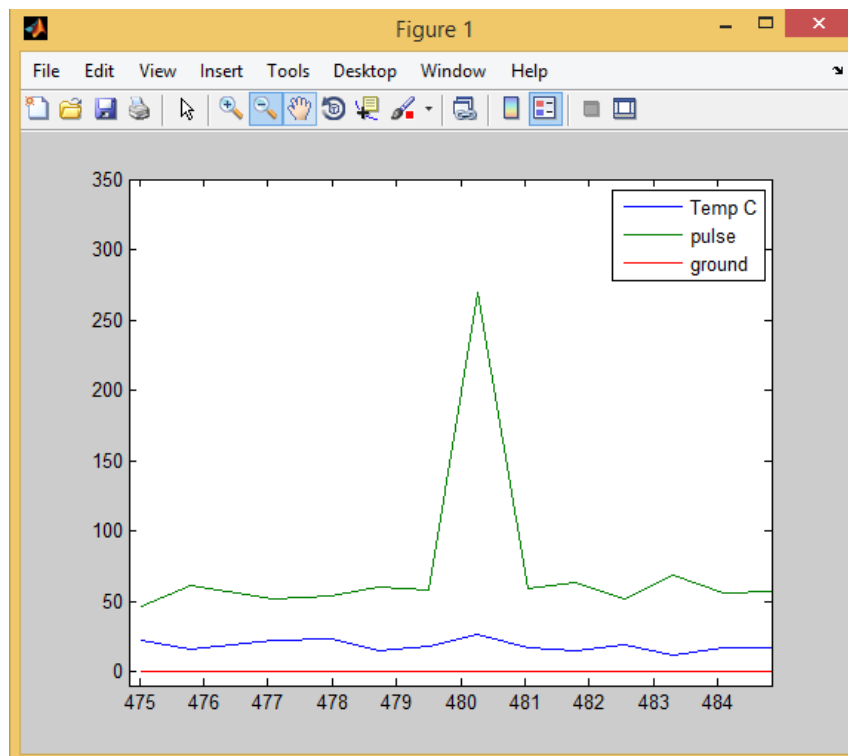 Figure 1
File Edit View Insert Tools Desktop Window Help
350
300
250
200
150
100
50
0
475 476 477 478 479 480 481 482 483 484
Temp C
pulse
ground